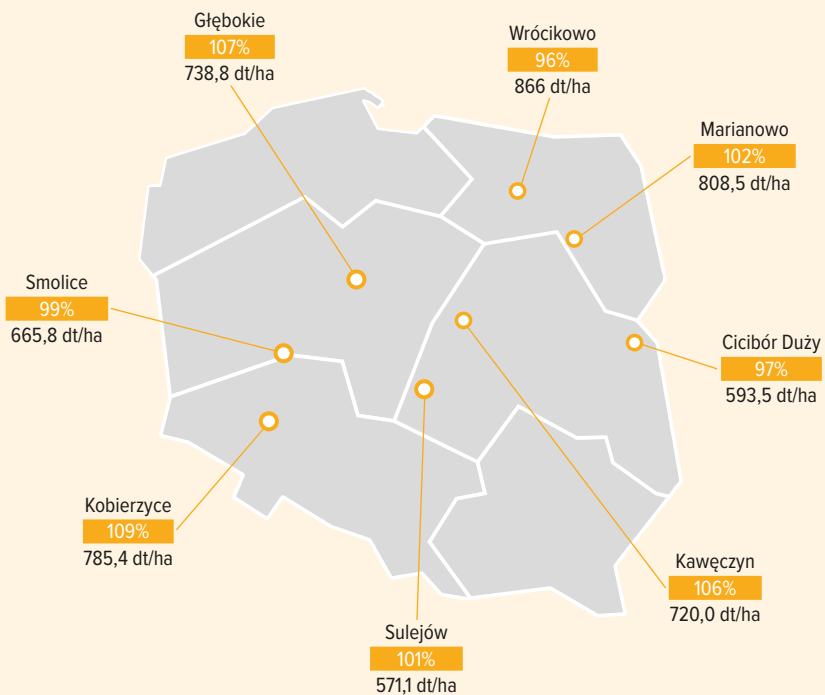 Głębokie
107%
738,8 dt/ha
Wrócikowo
96%
866 dt/ha
Marianowo
102%
808,5 dt/ha
Smolice
99%
665,8 dt/ha
Cicibór Duży
97%
593,5 dt/ha
Kobierzyce
109%
785,4 dt/ha
Kawęczyn
106%
720,0 dt/ha
Sulejów
101%
571,1 dt/ha